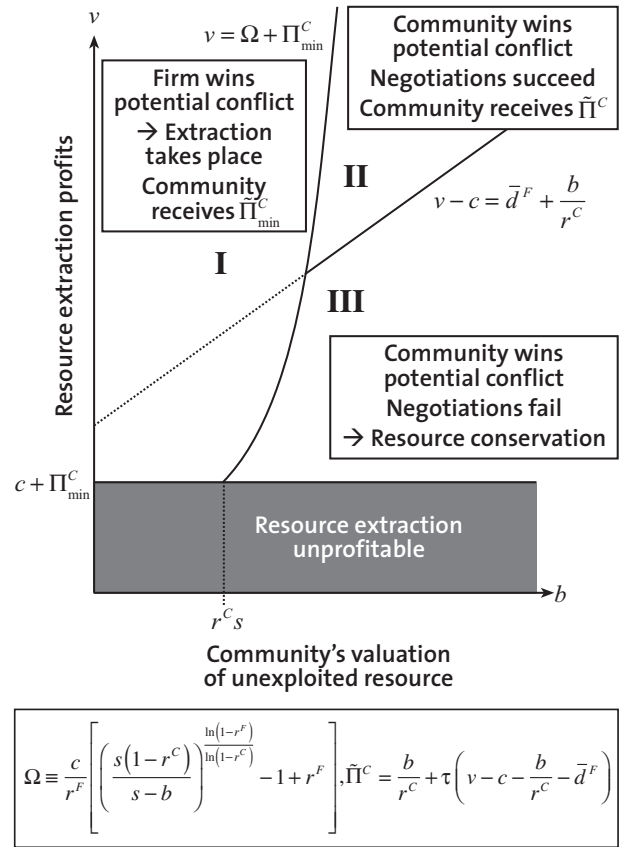 v
v = Ω + Π^C_min
Firm wins
potential conflict
→ Extraction
takes place
Community
receives Π̃^C_min
Community wins
potential conflict
Negotiations succeed
Community receives Π̃^C
II
v − c = d̄^F + b/r^C
I
III
Resource extraction profits
Community wins
potential conflict
Negotiations fail
→ Resource conservation
c + Π^C_min
Resource extraction
unprofitable
b
r^C s
Community's valuation
of unexploited resource
Ω ≡ c/r^F [ ( s(1−r^C) / (s−b) )^( ln(1−r^F) / ln(1−r^C) ) − 1 + r^F ], Π̃^C = b/r^C + τ( v − c − b/r^C − d̄^F )